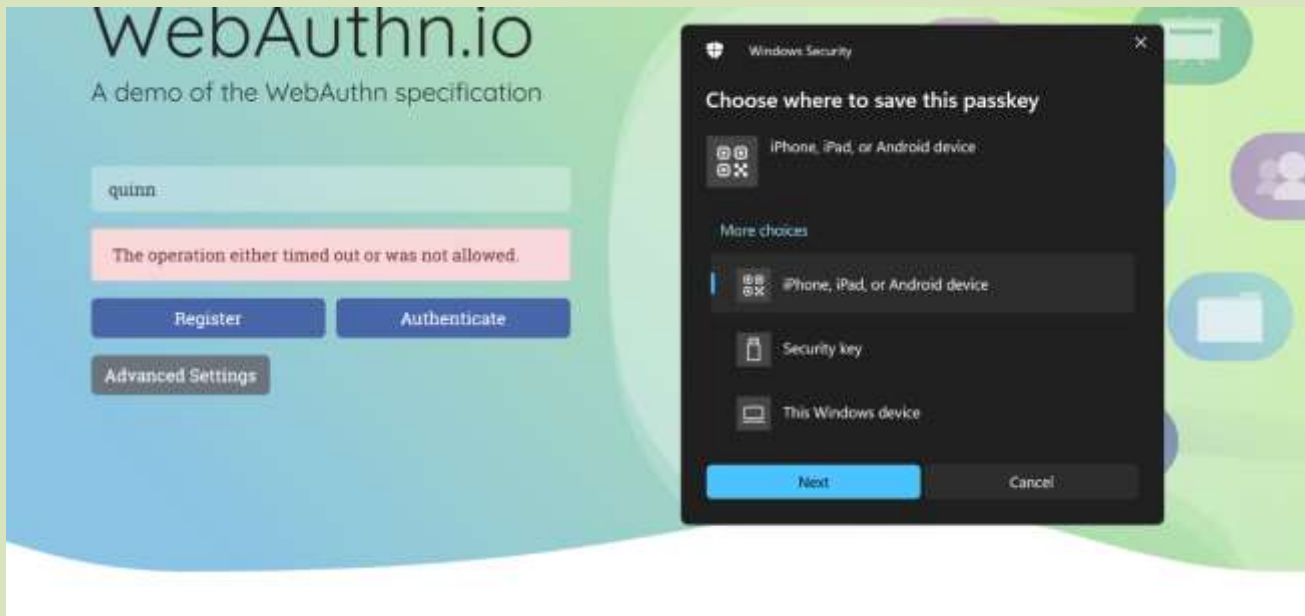 WebAuthn.io
A demo of the WebAuthn specification
quinn
The operation either timed out or was not allowed.
Register
Authenticate
Advanced Settings
Windows Security
Choose where to save this passkey
iPhone, iPad, or Android device
More choices
iPhone, iPad, or Android device
Security key
This Windows device
Next
Cancel